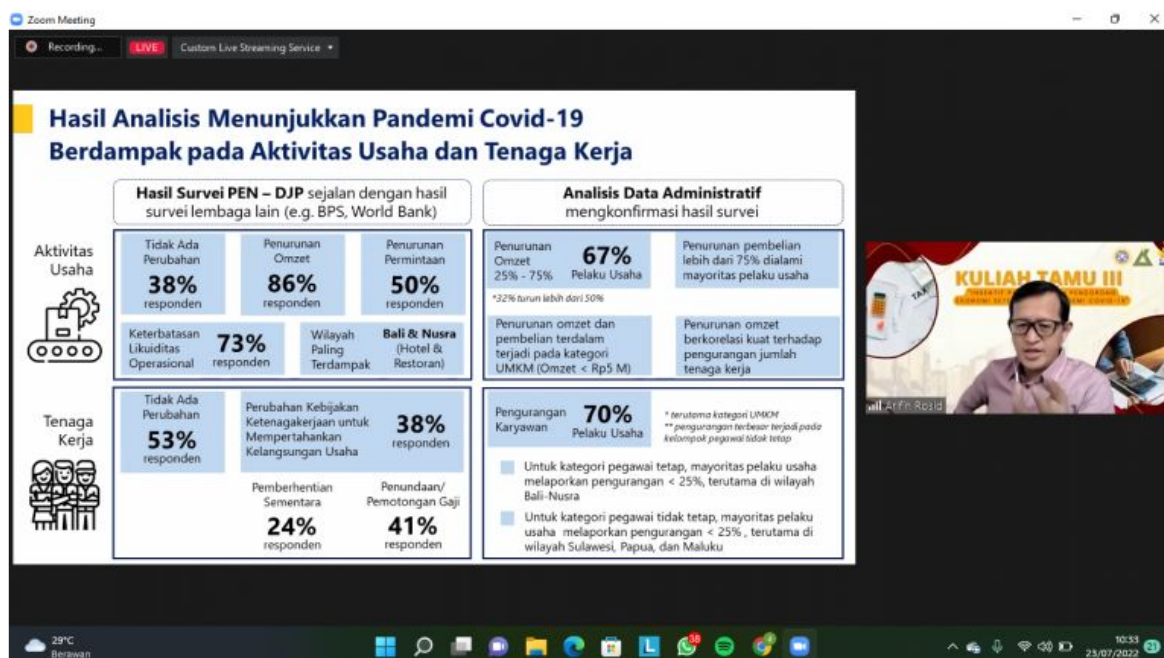 Zoom Meeting
Recording...
LIVE
Custom Live Streaming Service
Hasil Analisis Menunjukkan Pandemi Covid-19
Berdampak pada Aktivitas Usaha dan Tenaga Kerja
Hasil Survei PEN – DJP sejalan dengan hasil
survei lembaga lain (e.g. BPS, World Bank)
Analisis Data Administratif
mengkonfirmasi hasil survei
Aktivitas
Usaha
Tidak Ada
Perubahan
38%
responden
Penurunan
Omzet
86%
responden
Penurunan
Permintaan
50%
responden
Keterbatasan
Likuiditas
Operasional
73%
responden
Wilayah
Paling
Terdampak
Bali & Nusra
(Hotel &
Restoran)
Penurunan
Omzet
25% - 75%
67%
Pelaku Usaha
*32% turun lebih dari 50%
Penurunan pembelian
lebih dari 75% dialami
mayoritas pelaku usaha
Penurunan omzet dan
pembelian terdalam
terjadi pada kategori
UMKM (Omzet < Rp5 M)
Penurunan omzet
berkorelasi kuat terhadap
pengurangan jumlah
tenaga kerja
Tenaga
Kerja
Tidak Ada
Perubahan
53%
responden
Perubahan Kebijakan
Ketenagakerjaan untuk
Mempertahankan
Kelangsungan Usaha
38%
responden
Pemberhentian
Sementara
24%
responden
Penundaan/
Pemotongan Gaji
41%
responden
Pengurangan
Karyawan
70%
Pelaku Usaha
* terutama kategori UMKM
** pengurangan terbesar terjadi pada
kelompok pegawai tidak tetap
Untuk kategori pegawai tetap, mayoritas pelaku usaha
melaporkan pengurangan < 25%, terutama di wilayah
Bali-Nusra
Untuk kategori pegawai tidak tetap, mayoritas pelaku
usaha melaporkan pengurangan < 25% , terutama di
wilayah Sulawesi, Papua, dan Maluku
KULIAH TAMU III
TAX
Arifin Rosid
29°C
Berawan
38
10:33
23/07/2022
21